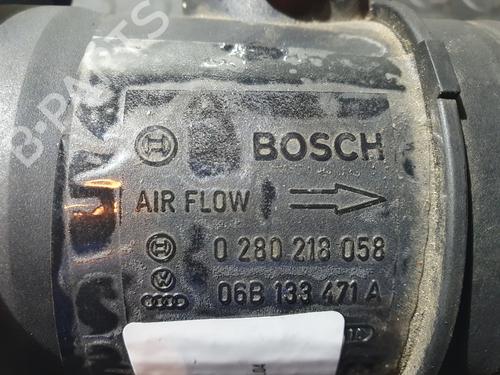 B-PARTS
BOSCH
AIR FLOW
0 280 218 058
06B 133 471 A